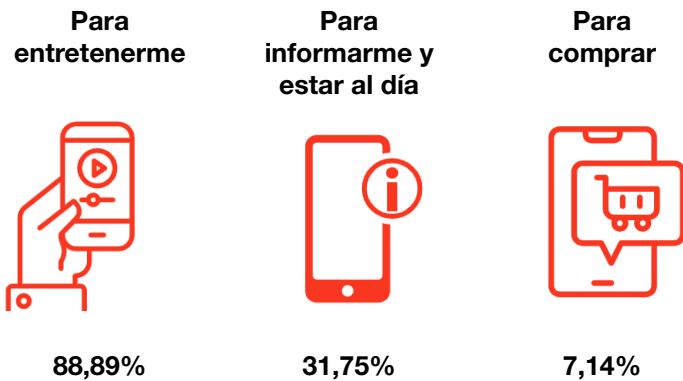 Para
entretenerme
Para
informarme y
estar al día
Para
comprar
88,89%
31,75%
7,14%